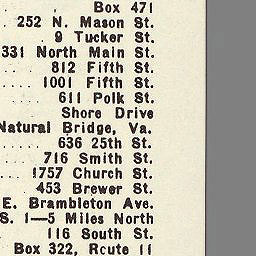 Box 471
252 N. Mason St.
9 Tucker St.
331 North Main St.
812 Fifth St.
1001 Fifth St.
611 Polk St.
Shore Drive
Natural Bridge, Va.
636 25th St.
716 Smith St.
1757 Church St.
453 Brewer St.
E. Brambleton Ave.
S. 1—5 Miles North
116 South St.
Box 322, Route 11